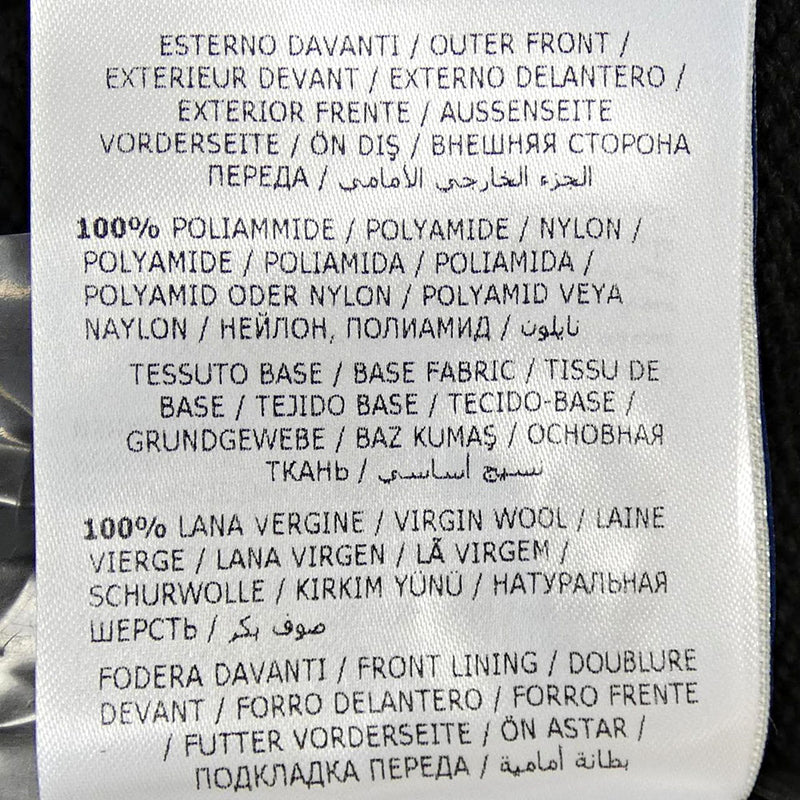 ESTERNO DAVANTI / OUTER FRONT /
EXTERIEUR DEVANT / EXTERNO DELANTERO /
EXTERIOR FRENTE / AUSSENSEITE
VORDERSEITE / ÖN DIŞ / ВНЕШНЯЯ СТОРОНА
ПЕРЕДА / الجزء الخارجي الأمامي
100% POLIAMMIDE / POLYAMIDE / NYLON /
POLYAMIDE / POLIAMIDA / POLIAMIDA /
POLYAMID ODER NYLON / POLYAMID VEYA
NAYLON / НЕЙЛОН, ПОЛИАМИД / نايلون
TESSUTO BASE / BASE FABRIC / TISSU DE
BASE / TEJIDO BASE / TECIDO-BASE /
GRUNDGEWEBE / BAZ KUMAŞ / ОСНОВНАЯ
ТКАНЬ / نسيج أساسي
100% LANA VERGINE / VIRGIN WOOL / LAINE
VIERGE / LANA VIRGEN / LÃ VIRGEM /
SCHURWOLLE / KIRKIM YÜNÜ / НАТУРАЛЬНАЯ
ШЕРСТЬ / صوف بكر
FODERA DAVANTI / FRONT LINING / DOUBLURE
DEVANT / FORRO DELANTERO / FORRO FRENTE
/ FUTTER VORDERSEITE / ÖN ASTAR /
ПОДКЛАДКА ПЕРЕДА / بطانة أمامية